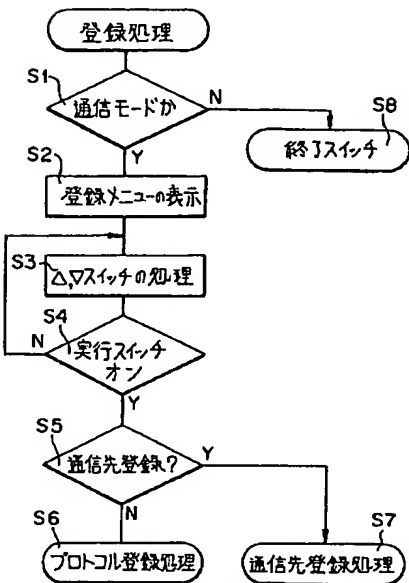 登録処理
S1
通信モードか
N
S8
終了スイッチ
Y
S2
登録メニューの表示
S3
△,▽スイッチの処理
S4
N
実行スイッチ
オン
Y
S5
通信先登録?
Y
N
S6
プロトコル登録処理
S7
通信先登録処理